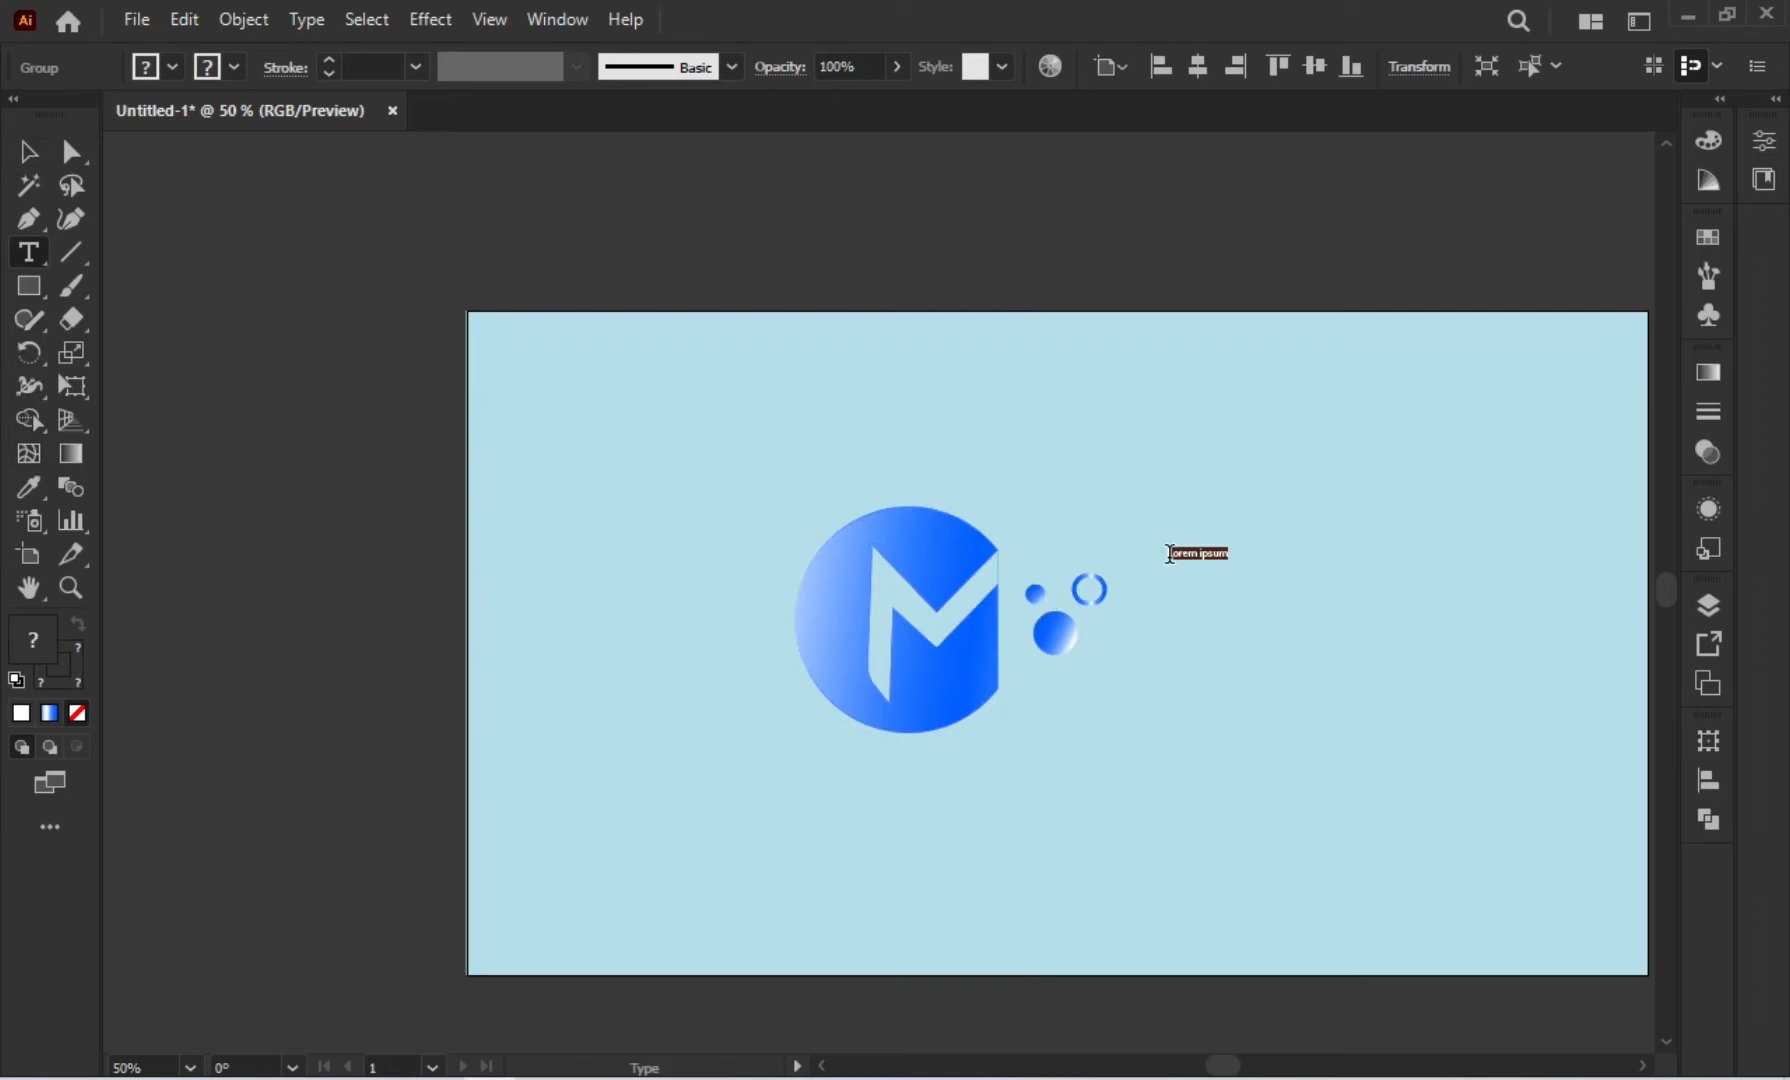 Ai File Edit Object Type Select Effect View Window Help
Group ? ? Stroke: Basic Opacity: 100% Style: Transform
Untitled-1* @ 50 % (RGB/Preview) ×
M
Lorem ipsum
?
?
? ?
50% 0° 1 Type